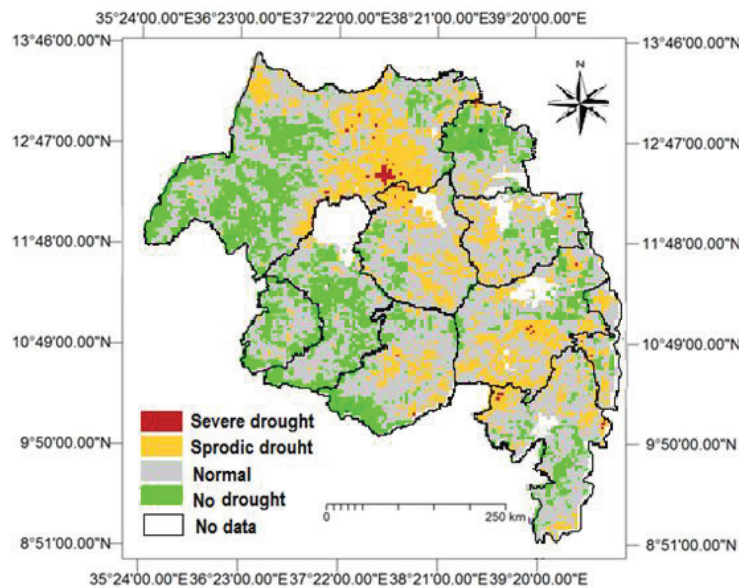 35°24'00.00"E36°23'00.00"E37°22'00.00"E38°21'00.00"E39°20'00.00"E
13°46'00.00"N
13°46'00.00"N
N
12°47'00.00"N
12°47'00.00"N
11°48'00.00"N
11°48'00.00"N
10°49'00.00"N
10°49'00.00"N
Severe drought
Sprodic drouht
9°50'00.00"N
9°50'00.00"N
Normal
No drought
No data
0
250 km
8°51'00.00"N
8°51'00.00"N
35°24'00.00"E36°23'00.00"E37°22'00.00"E38°21'00.00"E39°20'00.00"E